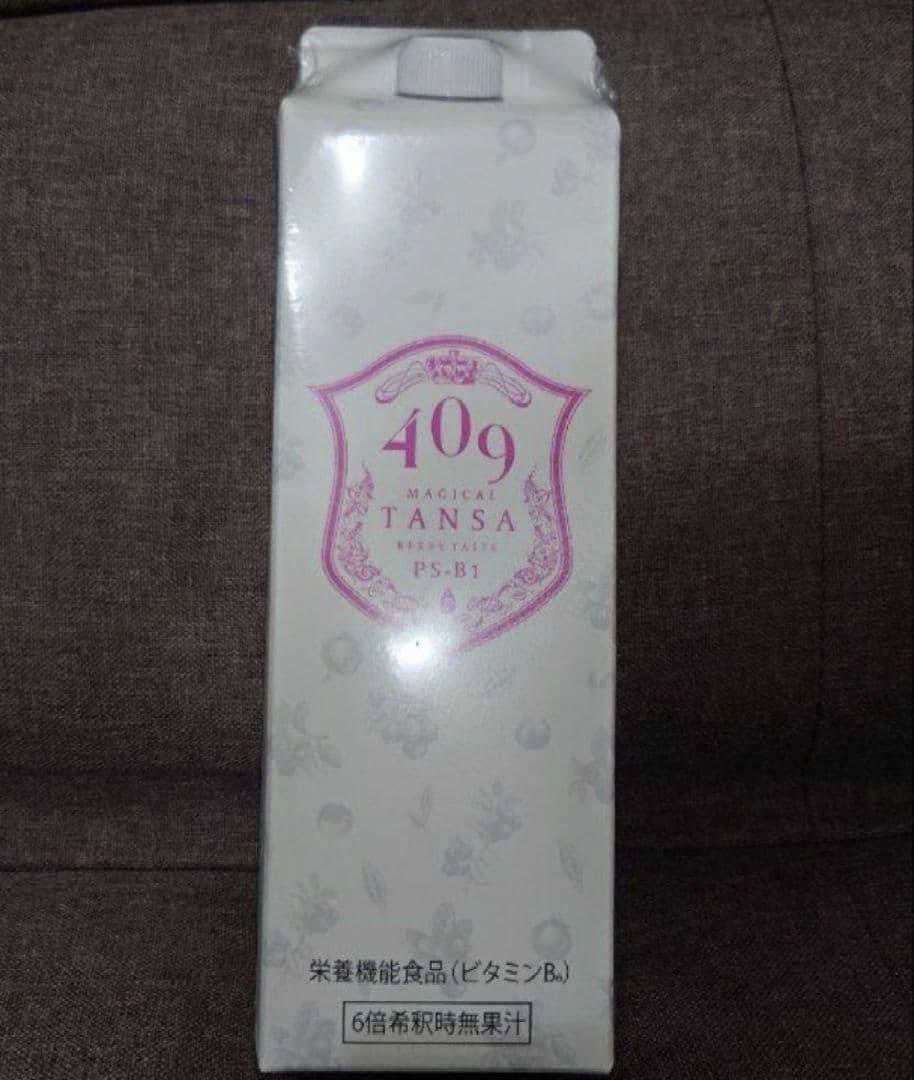 409
MAGICAL
TANSA
BERRY TASTE
PS-B1
栄養機能食品(ビタミンB₆)
6倍希釈時無果汁